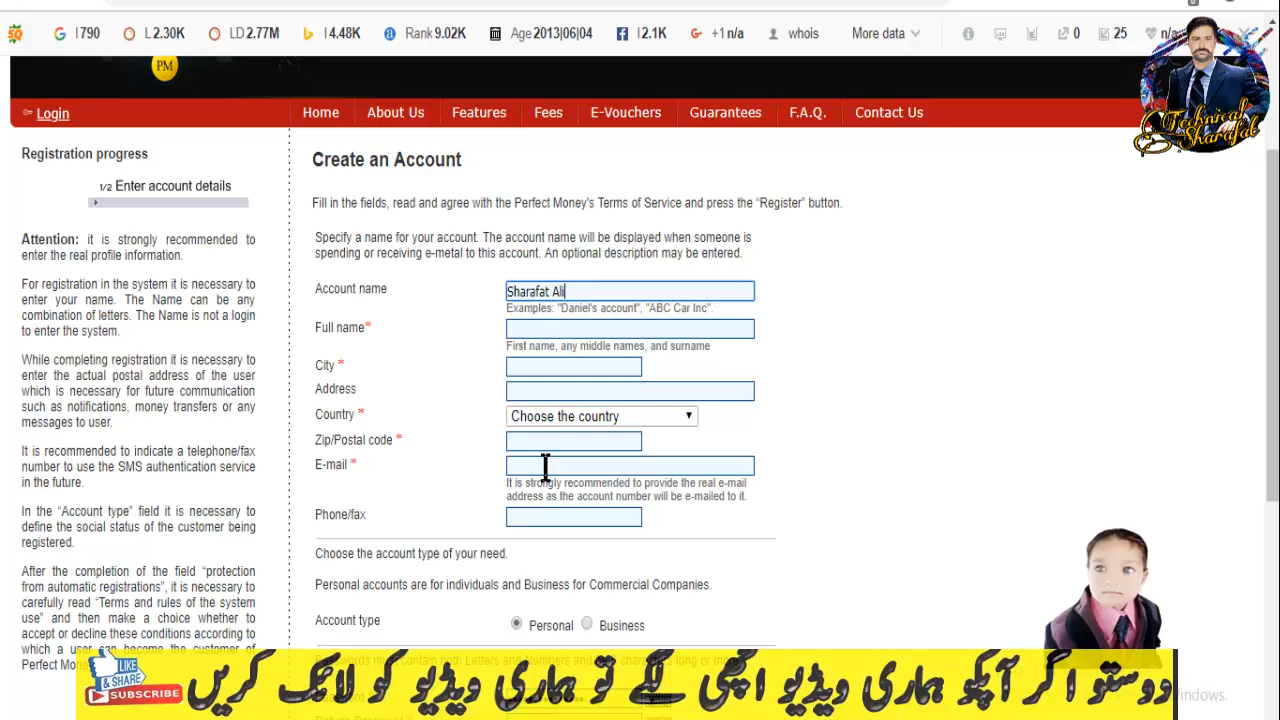 I 790 L 2.30K LD 2.77M I 4.48K Rank 9.02K Age 2013|06|04 I 2.1K +1 n/a whois More data 0 25 n/a
PM
Login Home About Us Features Fees E-Vouchers Guarantees F.A.Q. Contact Us
Technical
Sharafat
Registration progress
1/2 Enter account details
Attention: it is strongly recommended to
enter the real profile information.
For registration in the system it is necessary to
enter your name. The Name can be any
combination of letters. The Name is not a login
to enter the system.
While completing registration it is necessary to
enter the actual postal address of the user
which is necessary for future communication
such as notifications, money transfers or any
messages to user.
It is recommended to indicate a telephone/fax
number to use the SMS authentication service
in the future.
In the "Account type" field it is necessary to
define the social status of the customer being
registered.
After the completion of the field "protection
from automatic registrations", it is necessary to
carefully read "Terms and rules of the system
use" and then make a choice whether to
accept or decline these conditions according to
which a user can become the customer of
Perfect Mon
Create an Account
Fill in the fields, read and agree with the Perfect Money's Terms of Service and press the "Register" button.
Specify a name for your account. The account name will be displayed when someone is
spending or receiving e-metal to this account. An optional description may be entered.
Account name Sharafat Ali
Examples: "Daniel's account", "ABC Car Inc".
Full name*
First name, any middle names, and surname
City *
Address
Country * Choose the country
Zip/Postal code *
E-mail *
It is strongly recommended to provide the real e-mail
address as the account number will be e-mailed to it.
Phone/fax
Choose the account type of your need.
Personal accounts are for individuals and Business for Commercial Companies.
Account type Personal Business
LIKE
& SHARE
SUBSCRIBE
دوستو اگر آپکو ہماری ویڈیو اچھی لگے تو ہماری ویڈیو کو لائک کریں
Windows.